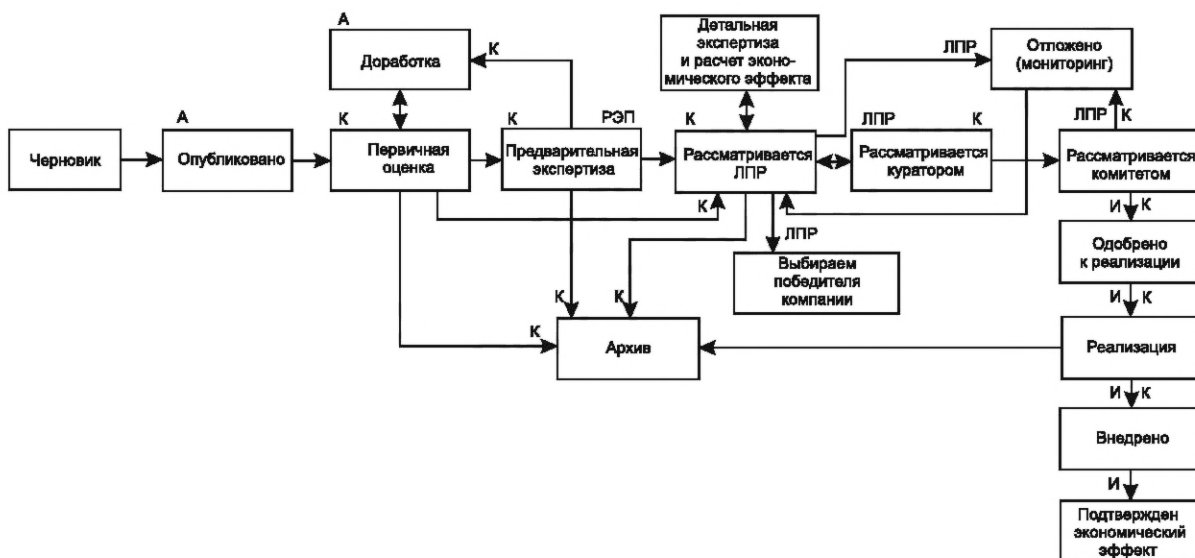 А
Доработка
К
Детальная
экспертиза
и расчет эконо-
мического эффекта
ЛПР
Отложено
(мониторинг)
Черновик
А
Опубликовано
К
Первичная
оценка
К
РЭП
Предварительная
экспертиза
К
Рассматривается
ЛПР
ЛПР
К
Рассматривается
куратором
ЛПР
К
Рассматривается
комитетом
К
ЛПР
Выбираем
победителя
компании
И
К
Одобрено
к реализации
К
К
К
Архив
И
К
Реализация
И
К
Внедрено
И
Подтвержден
экономический
эффект